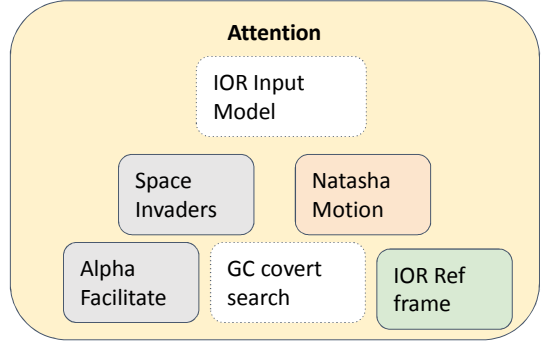 Attention
IOR Input
Model
Space
Invaders
Natasha
Motion
Alpha
Facilitate
GC covert
search
IOR Ref
frame